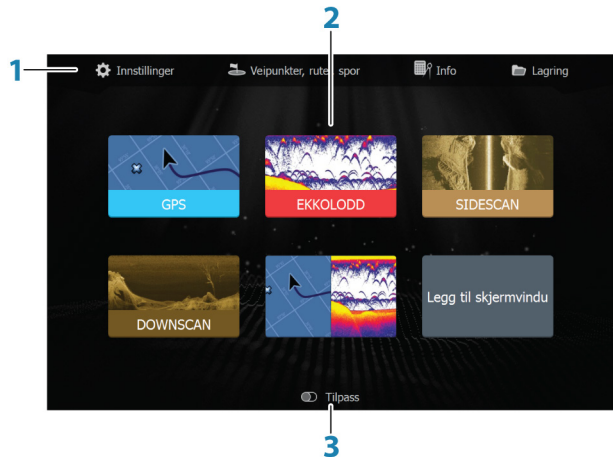 2
1
Innstillinger
Veipunkter, ruter, spor
Info
Lagring
GPS
EKKOLODD
SIDESCAN
DOWNSCAN
Legg til skjermvindu
Tilpass
3